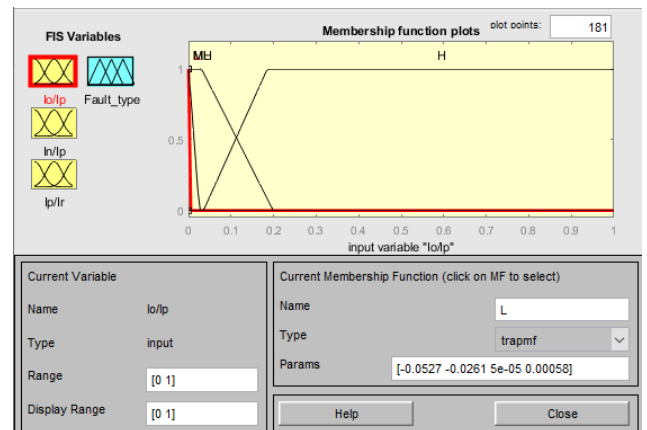 FIS Variables
Membership function plots
plot points:
181
Io/Ip
Fault_type
In/Ip
Ip/Ir
H
1
0.5
0
0 0.1 0.2 0.3 0.4 0.5 0.6 0.7 0.8 0.9 1
input variable "Io/Ip"
Current Variable
Name Io/Ip
Type input
Range [0 1]
Display Range [0 1]
Current Membership Function (click on MF to select)
Name L
Type trapmf
Params [-0.0527 -0.0261 5e-05 0.00058]
Help Close